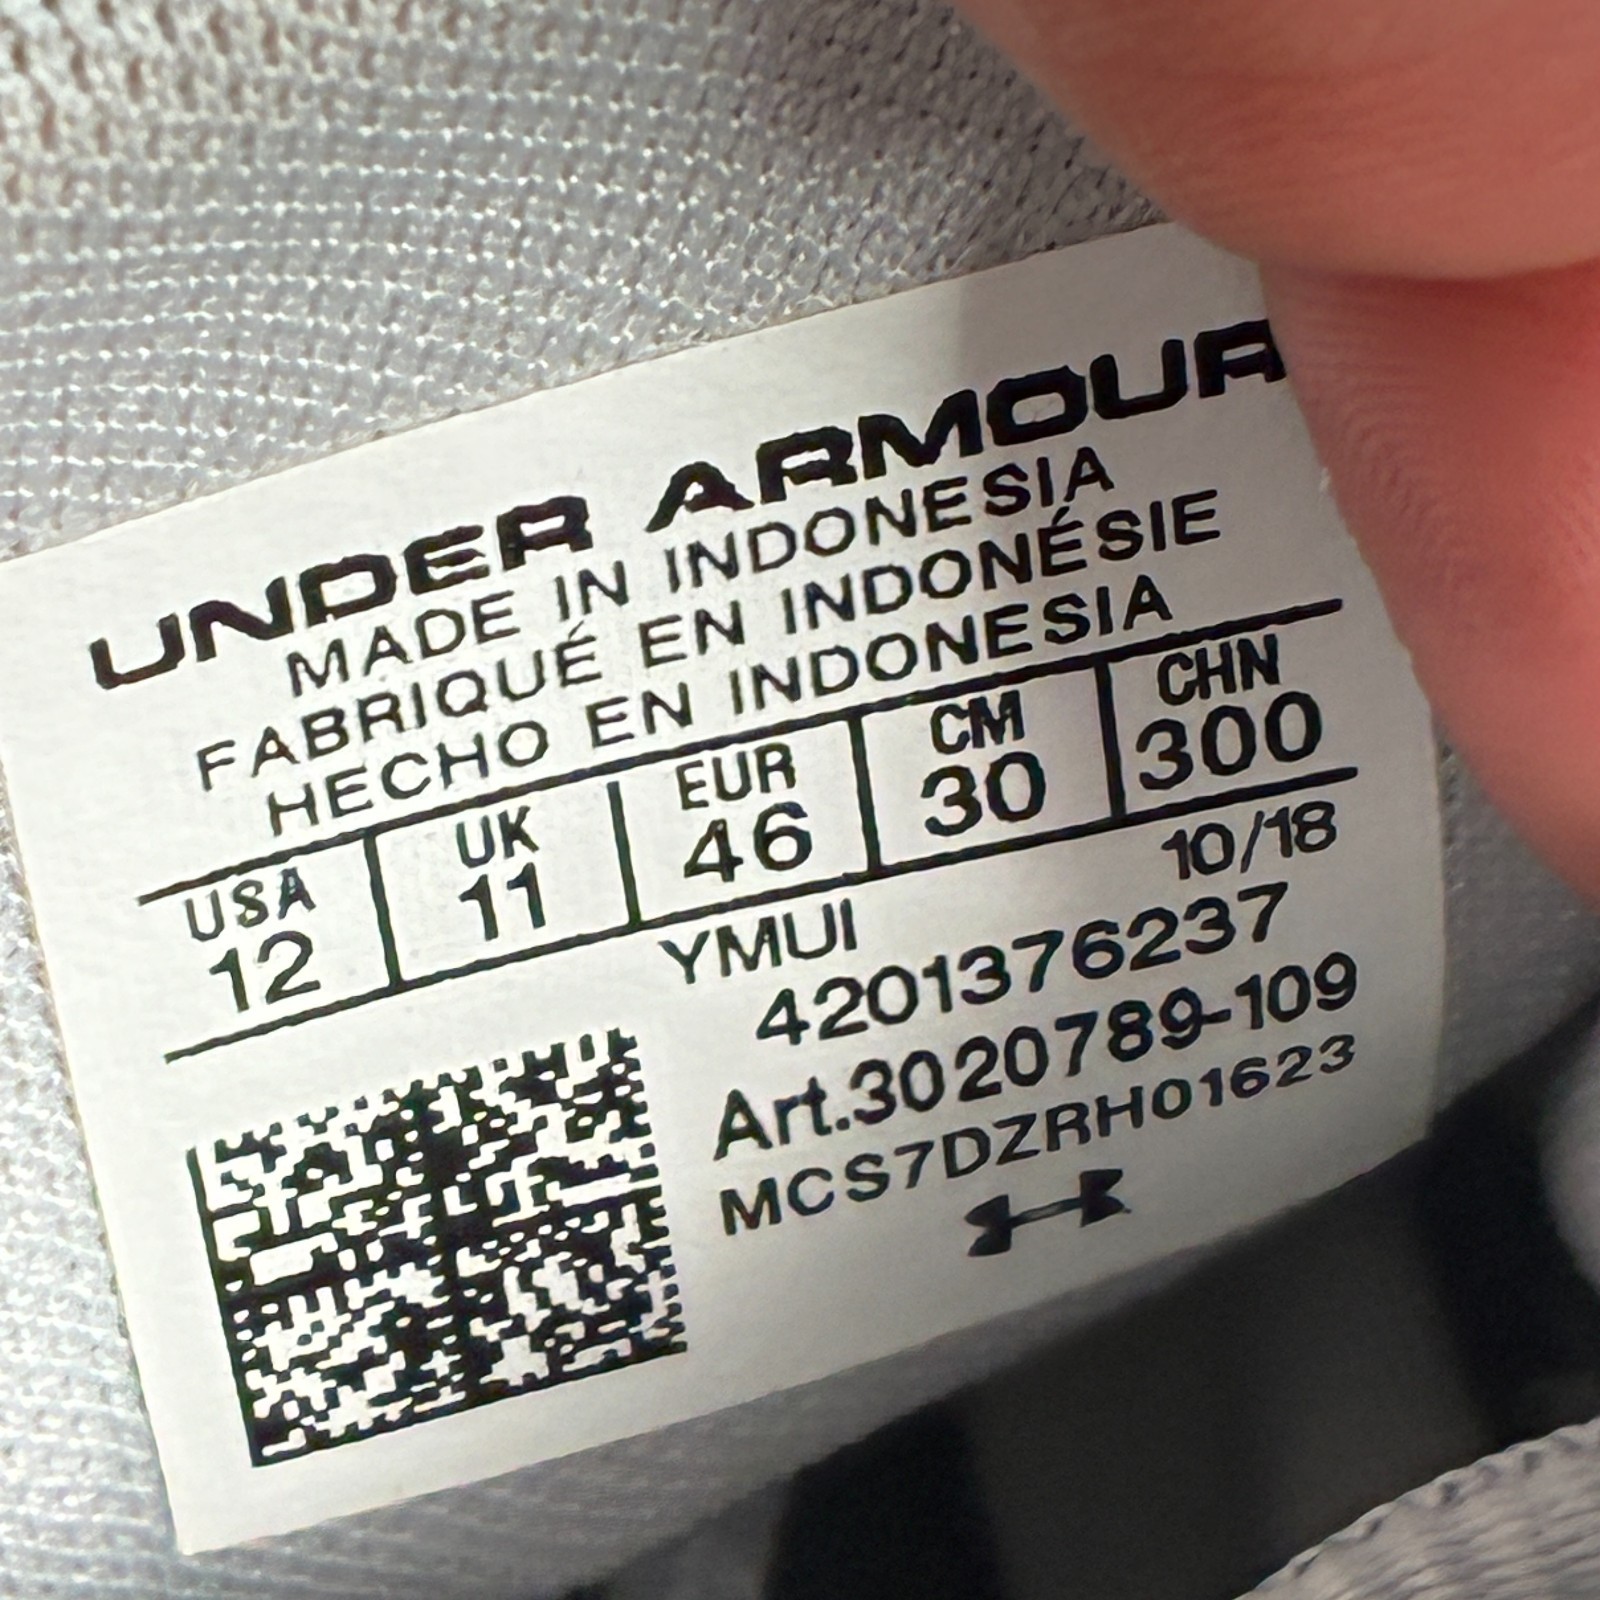 UNDER ARMOUR
MADE IN INDONESIA
FABRIQUÉ EN INDONÉSIE
HECHO EN INDONESIA
USA UK EUR CM CHN
12 11 46 30 300
YMUI 10/18
4201376237
Art.3020789-109
MCS7DZRH01623